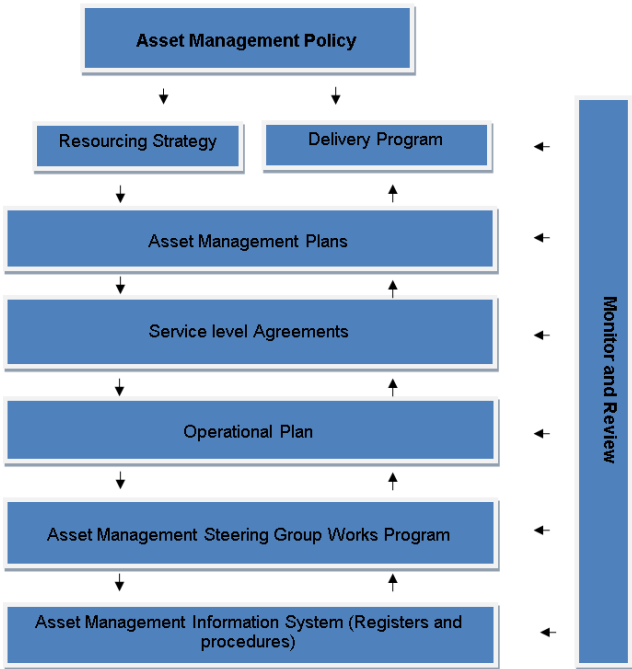 Asset Management Policy
Resourcing Strategy
Delivery Program
Asset Management Plans
Service level Agreements
Operational Plan
Asset Management Steering Group Works Program
Asset Management Information System (Registers and
procedures)
Monitor and Review